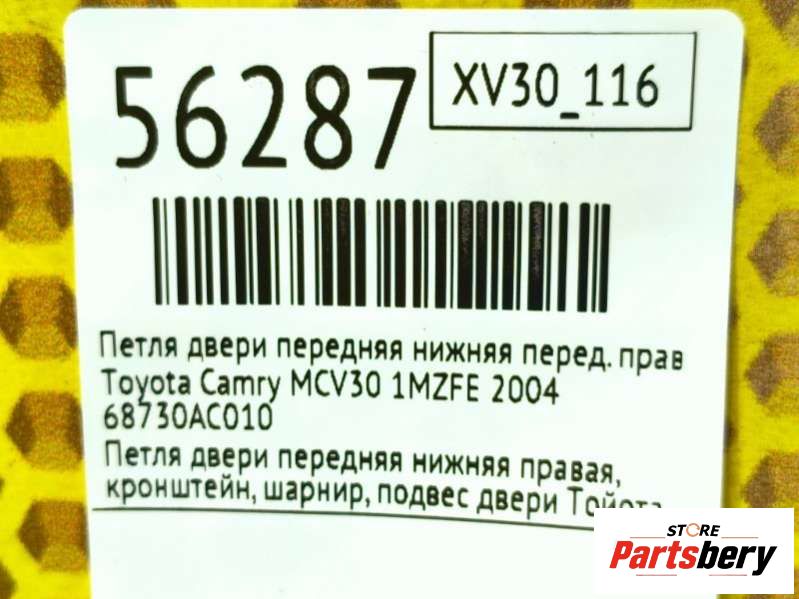 56287
XV30_116
Петля двери передняя нижняя перед. прав
Toyota Camry MCV30 1MZFE 2004
68730AC010
Петля двери передняя нижняя правая,
кронштейн, шарнир, подвес двери Тойота
STORE
Partsbery